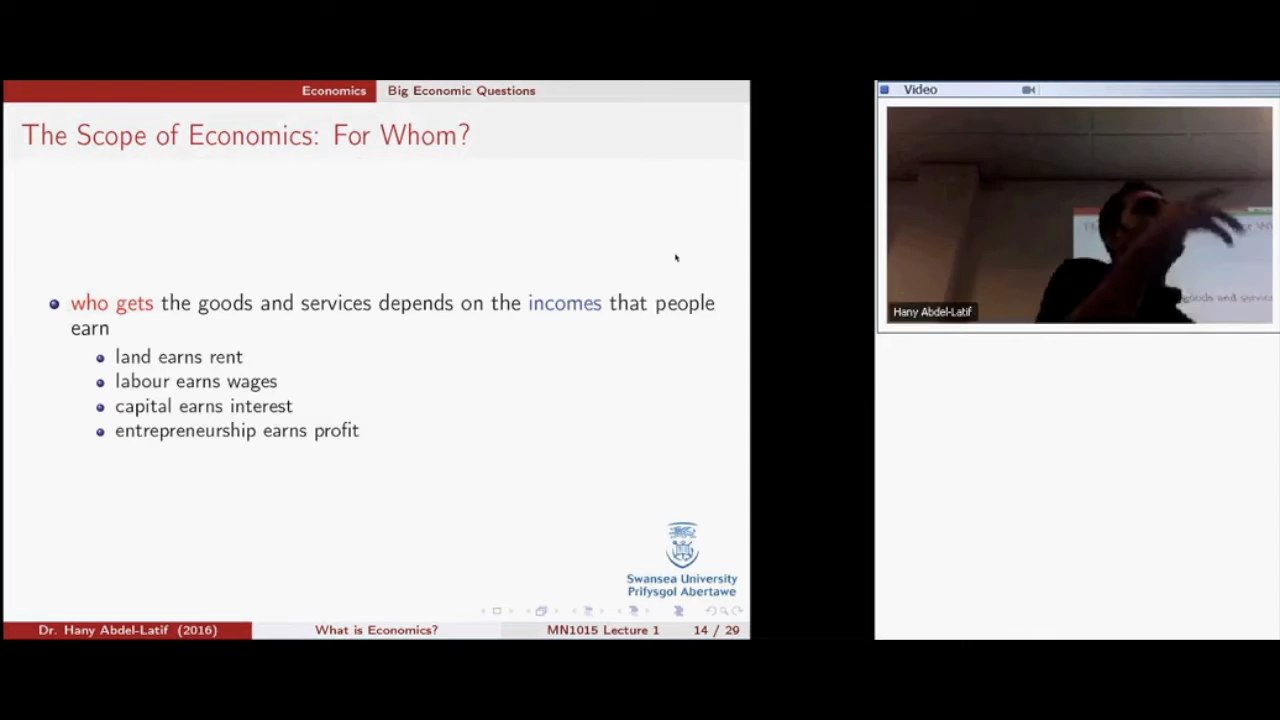 Economics Big Economic Questions
The Scope of Economics: For Whom?
who gets the goods and services depends on the incomes that people
earn
land earns rent
labour earns wages
capital earns interest
entrepreneurship earns profit
Swansea University
Prifysgol Abertawe
Dr. Hany Abdel-Latif (2016) What is Economics? MN1015 Lecture 1 14 / 29
Video
goods and
Hany Abdel-Latif